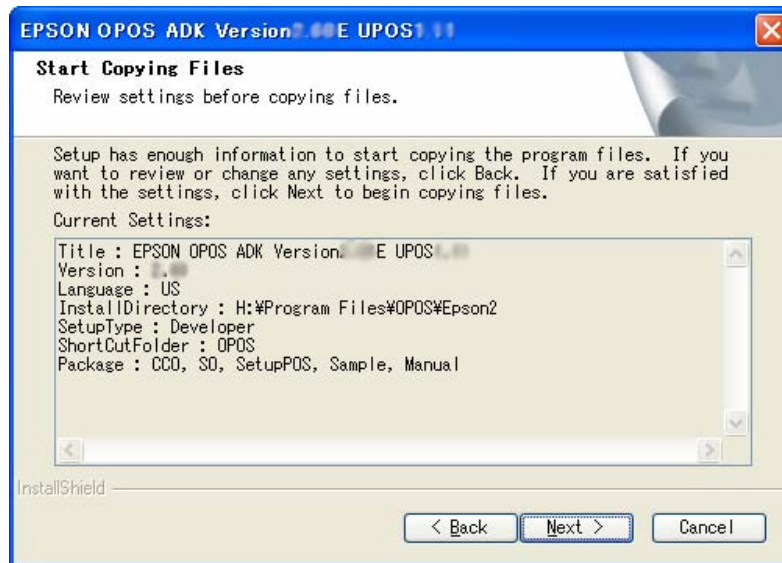 EPSON OPOS ADK Version E UPOS
Start Copying Files
Review settings before copying files.
Setup has enough information to start copying the program files. If you
want to review or change any settings, click Back. If you are satisfied
with the settings, click Next to begin copying files.
Current Settings:
Title : EPSON OPOS ADK Version E UPOS
Version :
Language : US
InstallDirectory : H:¥Program Files¥OPOS¥Epson2
SetupType : Developer
ShortCutFolder : OPOS
Package : CCO, SO, SetupPOS, Sample, Manual
InstallShield
< Back Next > Cancel